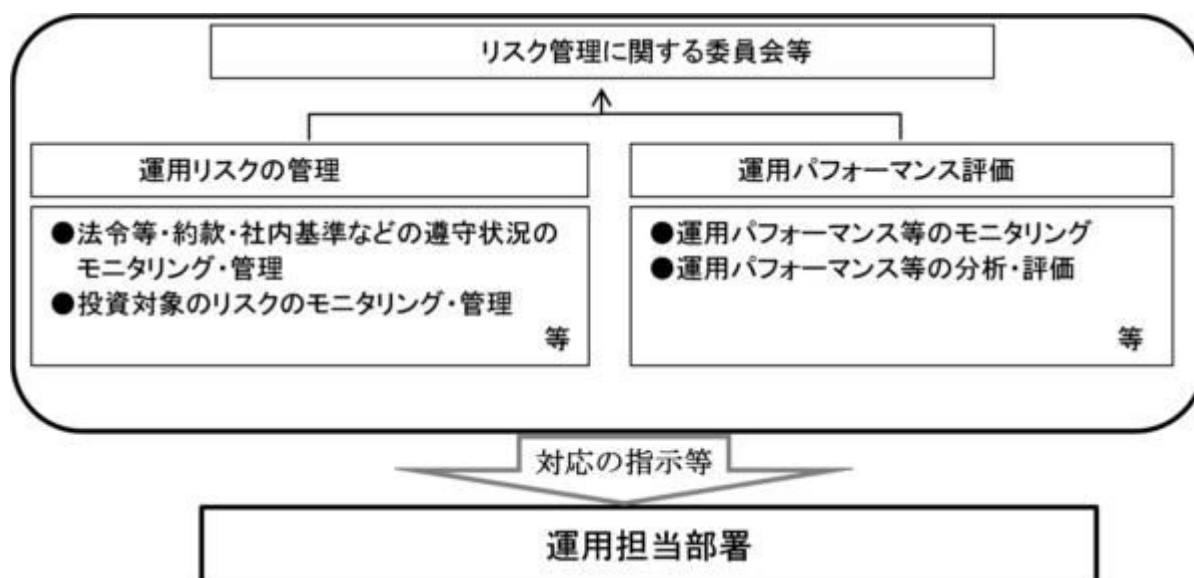 リスク管理に関する委員会等
運用リスクの管理
●法令等・約款・社内基準などの遵守状況の
モニタリング・管理
●投資対象のリスクのモニタリング・管理
等
運用パフォーマンス評価
●運用パフォーマンス等のモニタリング
●運用パフォーマンス等の分析・評価
等
対応の指示等
運用担当部署